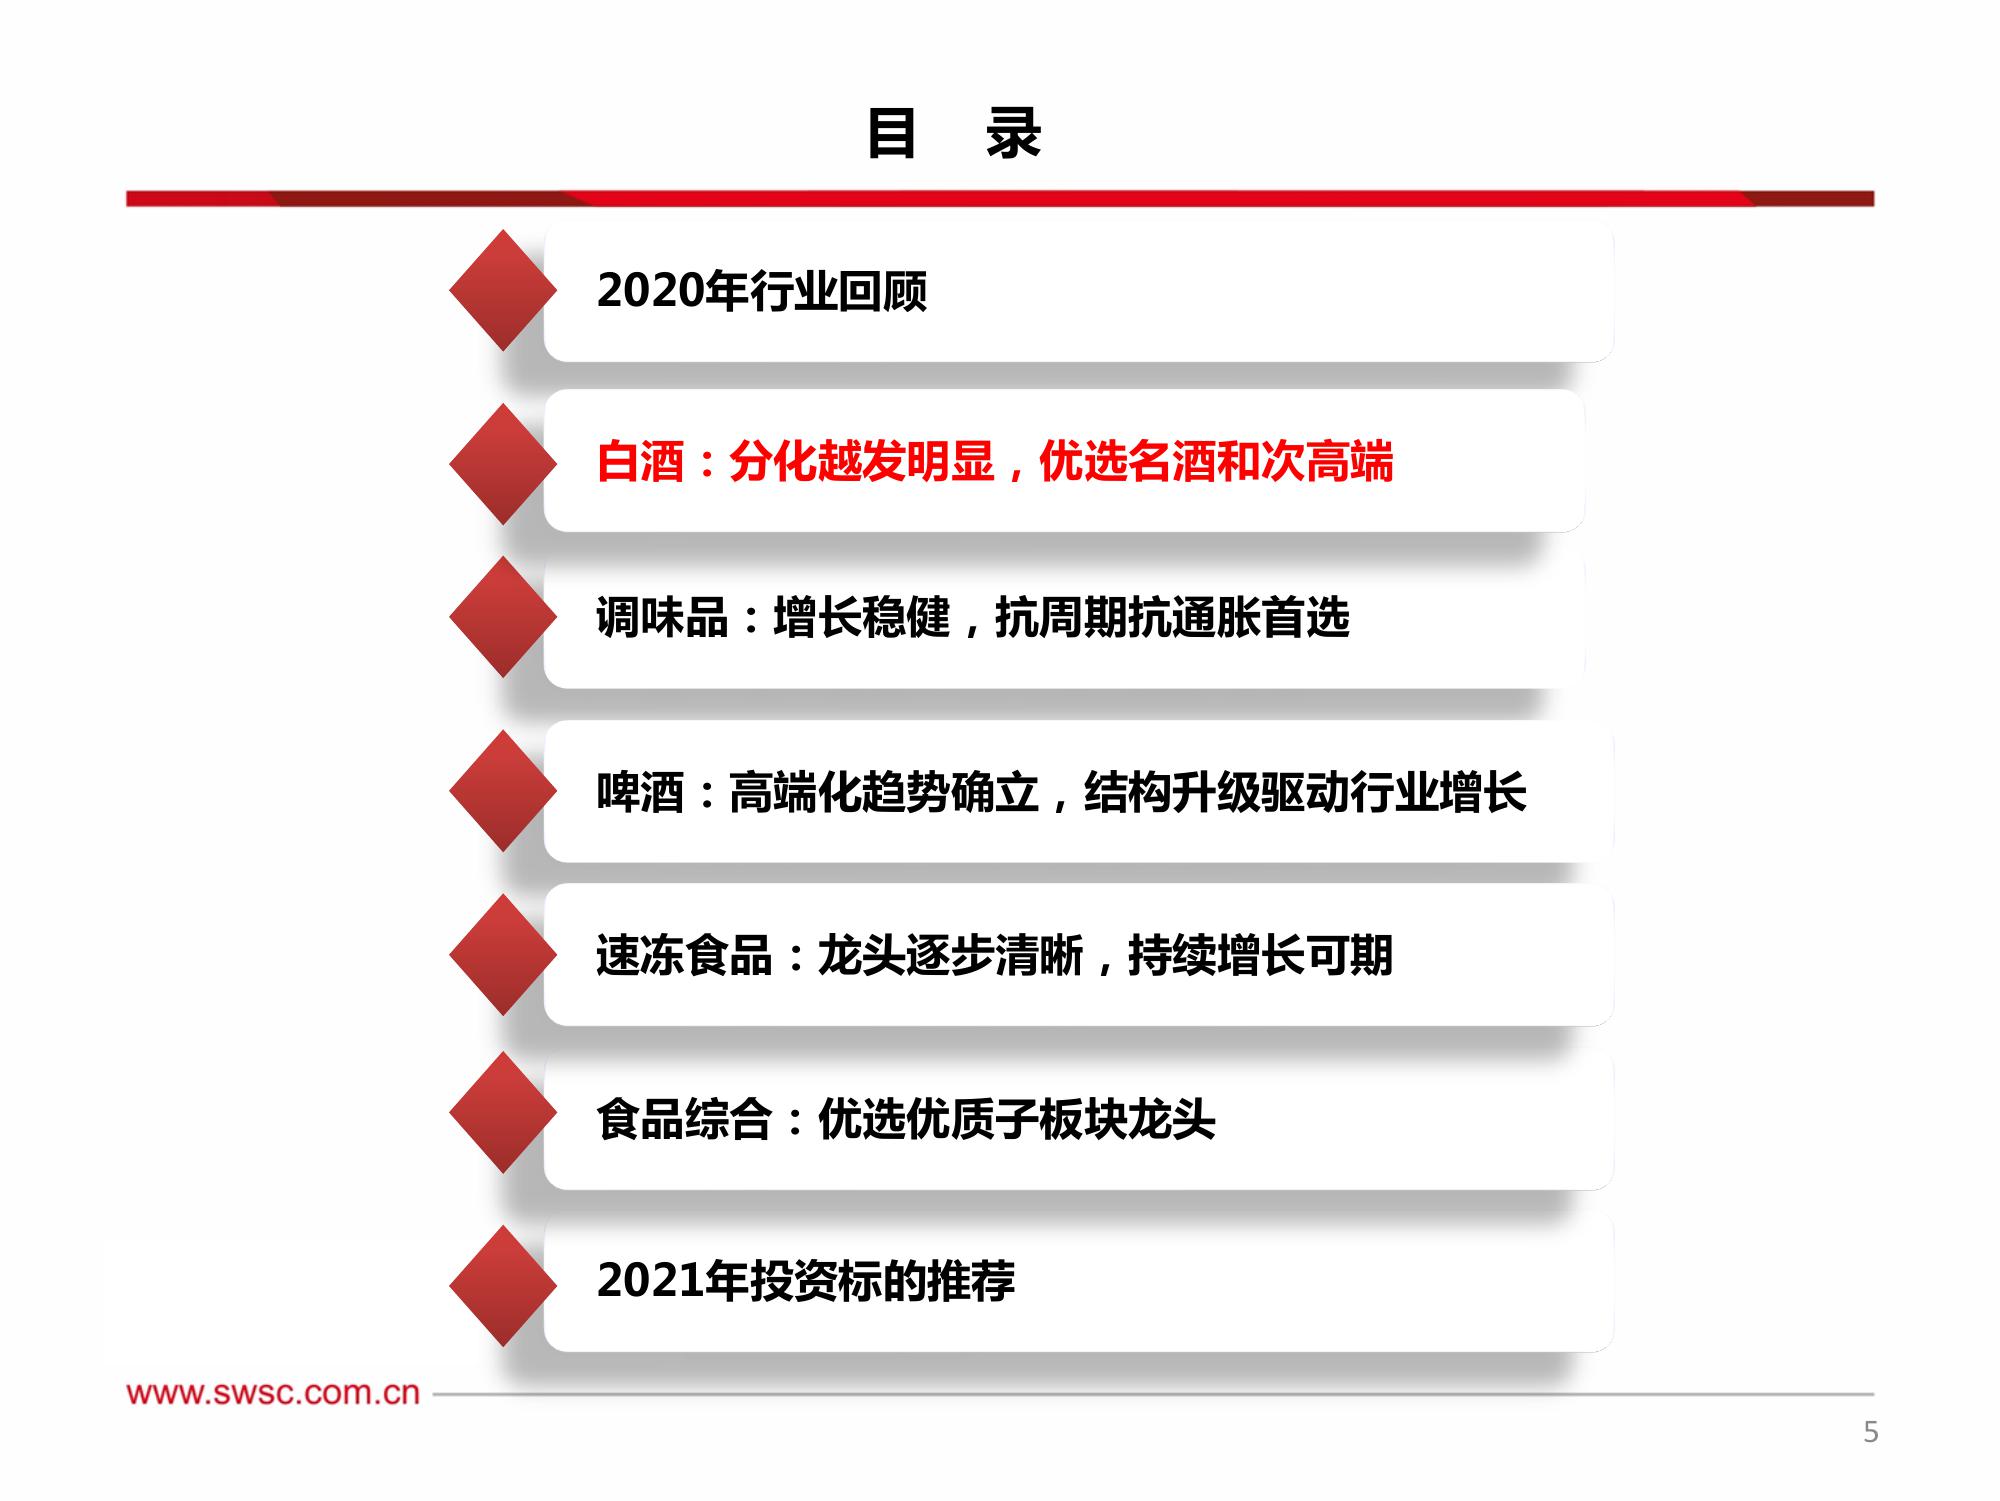 目 录
2020年行业回顾
白酒：分化越发明显，优选名酒和次高端
调味品：增长稳健，抗周期抗通胀首选
啤酒：高端化趋势确立，结构升级驱动行业增长
速冻食品：龙头逐步清晰，持续增长可期
食品综合：优选优质子板块龙头
2021年投资标的推荐
www.swsc.com.cn
5